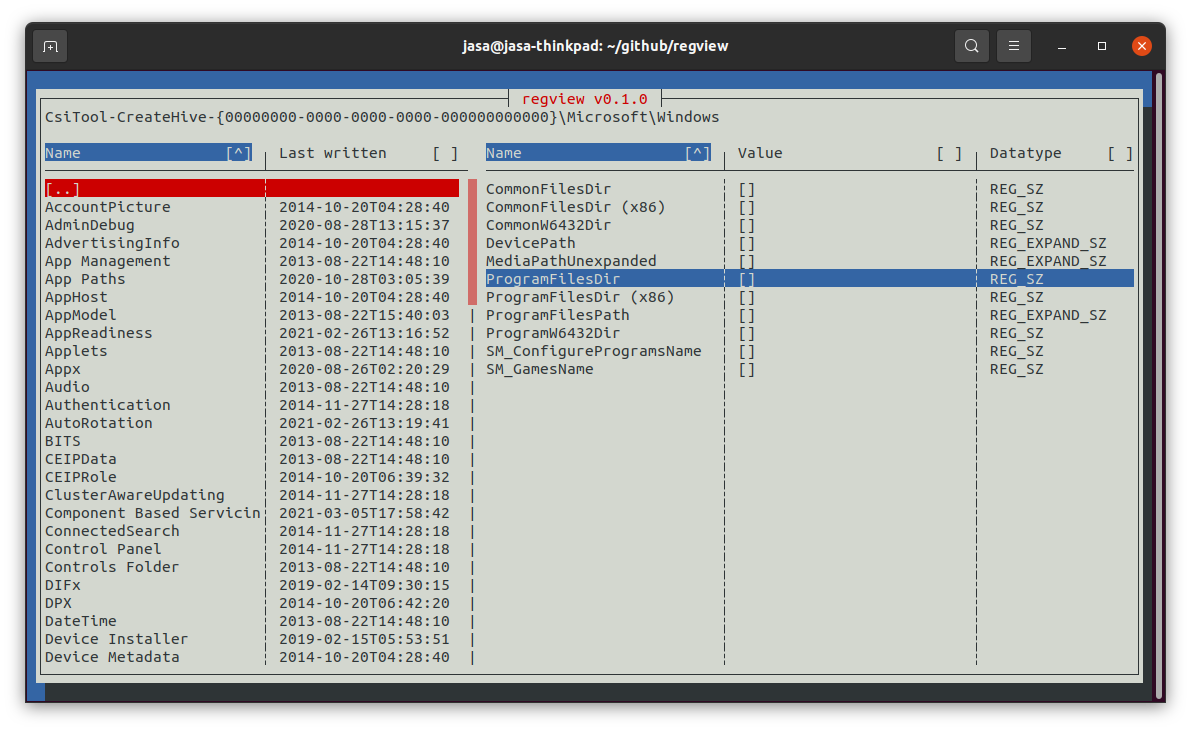 jasa@jasa-thinkpad: ~/github/regview
regview v0.1.0
CsiTool-CreateHive-{00000000-0000-0000-0000-000000000000}\Microsoft\Windows
Name [^] Last written [ ] Name [^] Value [ ] Datatype [ ]
[..] CommonFilesDir [] REG_SZ
AccountPicture 2014-10-20T04:28:40 CommonFilesDir (x86) [] REG_SZ
AdminDebug 2020-08-28T13:15:37 CommonW6432Dir [] REG_SZ
AdvertisingInfo 2014-10-20T04:28:40 DevicePath [] REG_EXPAND_SZ
App Management 2013-08-22T14:48:10 MediaPathUnexpanded [] REG_EXPAND_SZ
App Paths 2020-10-28T03:05:39 ProgramFilesDir [] REG_SZ
AppHost 2014-10-20T04:28:40 ProgramFilesDir (x86) [] REG_SZ
AppModel 2013-08-22T15:40:03 ProgramFilesPath [] REG_EXPAND_SZ
AppReadiness 2021-02-26T13:16:52 ProgramW6432Dir [] REG_SZ
Applets 2013-08-22T14:48:10 SM_ConfigureProgramsName [] REG_SZ
Appx 2020-08-26T02:20:29 SM_GamesName [] REG_SZ
Audio 2013-08-22T14:48:10
Authentication 2014-11-27T14:28:18
AutoRotation 2021-02-26T13:19:41
BITS 2013-08-22T14:48:10
CEIPData 2013-08-22T14:48:10
CEIPRole 2014-10-20T06:39:32
ClusterAwareUpdating 2014-11-27T14:28:18
Component Based Servicin 2021-03-05T17:58:42
ConnectedSearch 2014-11-27T14:28:18
Control Panel 2014-11-27T14:28:18
Controls Folder 2013-08-22T14:48:10
DIFx 2019-02-14T09:30:15
DPX 2014-10-20T06:42:20
DateTime 2013-08-22T14:48:10
Device Installer 2019-02-15T05:53:51
Device Metadata 2014-10-20T04:28:40